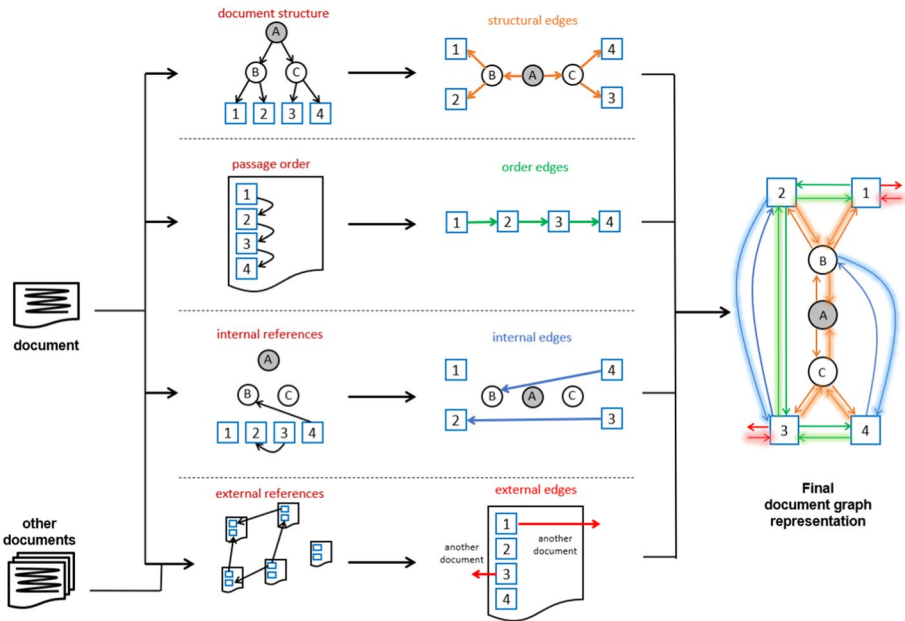 document structure
A
B
C
1
2
3
4
structural edges
1
4
B
A
C
2
3
passage order
1
2
3
4
order edges
1
2
3
4
document
internal references
A
B
C
1
2
3
4
internal edges
1
4
B
A
C
2
3
other
documents
external references
external edges
1
another
document
2
another
document
3
4
2
1
B
A
C
3
4
Final
document graph
representation